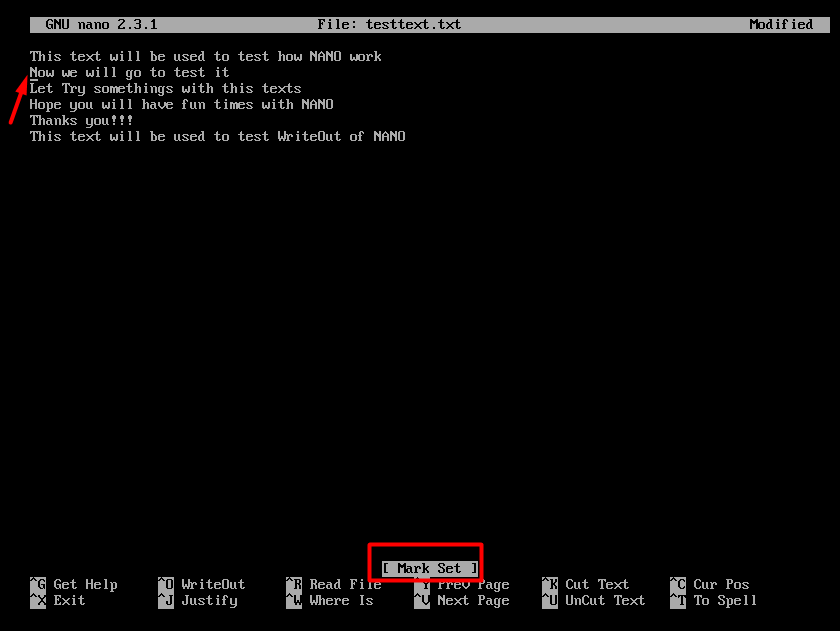 GNU nano 2.3.1 File: testtext.txt Modified
This text will be used to test how NANO work
Now we will go to test it
Let Try somethings with this texts
Hope you will have fun times with NANO
Thanks you!!!
This text will be used to test WriteOut of NANO
[ Mark Set ]
^G Get Help ^O WriteOut ^R Read File ^Y Prev Page ^K Cut Text ^C Cur Pos
^X Exit ^J Justify ^W Where Is ^V Next Page ^U UnCut Text ^T To Spell